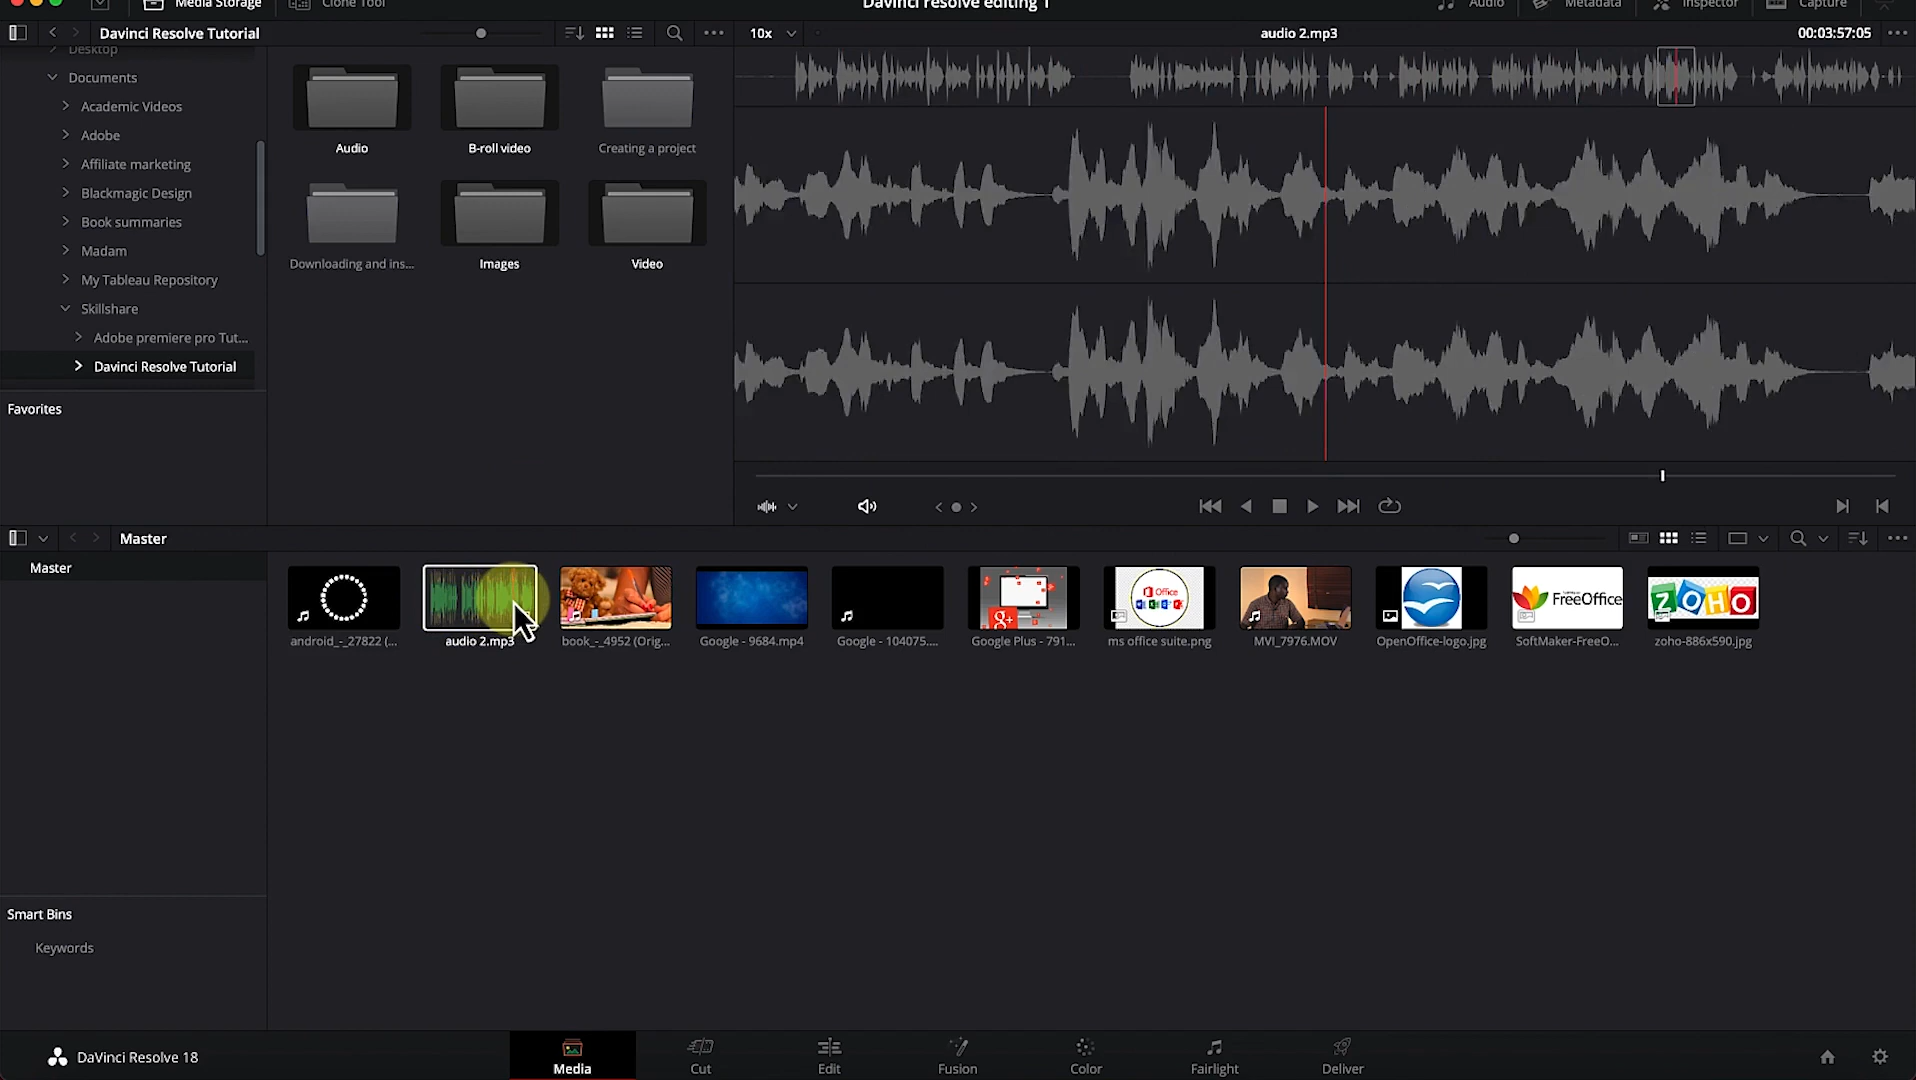 Davinci resolve editing 1
Media Storage
Clone Tool
Audio
Metadata
Inspector
Capture
Davinci Resolve Tutorial
10x
audio 2.mp3
00:03:57:05
Desktop
Documents
Academic Videos
Adobe
Affiliate marketing
Blackmagic Design
Book summaries
Madam
My Tableau Repository
Skillshare
Adobe premiere pro Tut...
Davinci Resolve Tutorial
Favorites
Audio
B-roll video
Creating a project
Downloading and ins...
Images
Video
Master
Master
Office
g+
FreeOffice
ZOHO
android_-_27822 (...
audio 2.mp3
book_-_4952 (Orig...
Google - 9684.mp4
Google - 104075....
Google Plus - 791...
ms office suite.png
MVI_7976.MOV
OpenOffice-logo.jpg
SoftMaker-FreeO...
zoho-886x590.jpg
Smart Bins
Keywords
DaVinci Resolve 18
Media
Cut
Edit
Fusion
Color
Fairlight
Deliver